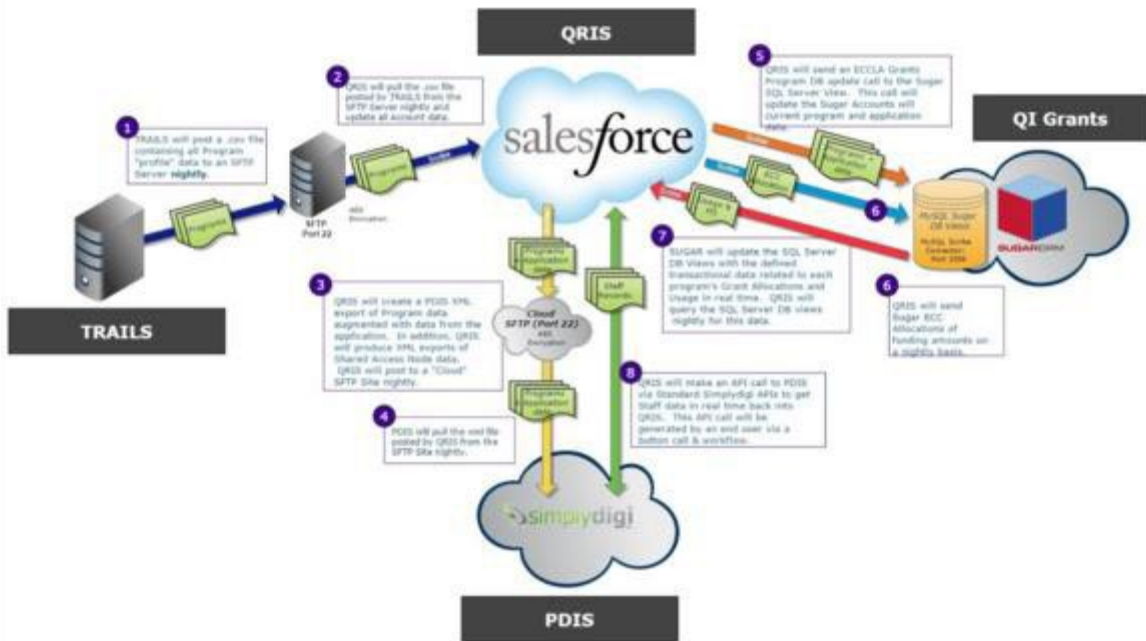 QRIS
salesforce
QI Grants
TRAILS
PDIS
1
TRAILS will post a .csv file
containing all Program
"profile" data to an SFTP
Server nightly.
Programs
SFTP
Port 22
Encryption
2
QRIS will pull the .csv file
posted by TRAILS from the
SFTP Server nightly and
update all Account data.
Programs
5
QRIS will send an ECCLA Grants
Program DB update call to the Sugar
SQL Server View. This call will
update the Sugar Accounts will
current program and application
data.
6
MySQL Sugar
DB Views
SUGARCRM
6
QRIS will send
Sugar ECC
Allocations of
funding amounts on
a nightly basis.
7
SUGAR will update the SQL Server
DB Views with the defined
transactional data related to each
program's Grant Allocations and
Usage in real time. QRIS will
query the SQL Server DB views
nightly for this data.
3
QRIS will create a PDIS XML
export of Program data
augmented with data from the
application. In addition, QRIS
will produce XML exports of
Shared Access Node data.
QRIS will post to a "Cloud"
SFTP Site nightly.
Cloud
SFTP (Port 22)
Encryption
Staff
Records
4
PDIS will pull the xml file
posted by QRIS from the
SFTP Site nightly.
8
QRIS will make an API call to PDIS
via Standard Simplydigi APIs to get
Staff data in real time back into
QRIS. This API call will be
generated by an end user via a
button call & workflow.
simplydigi